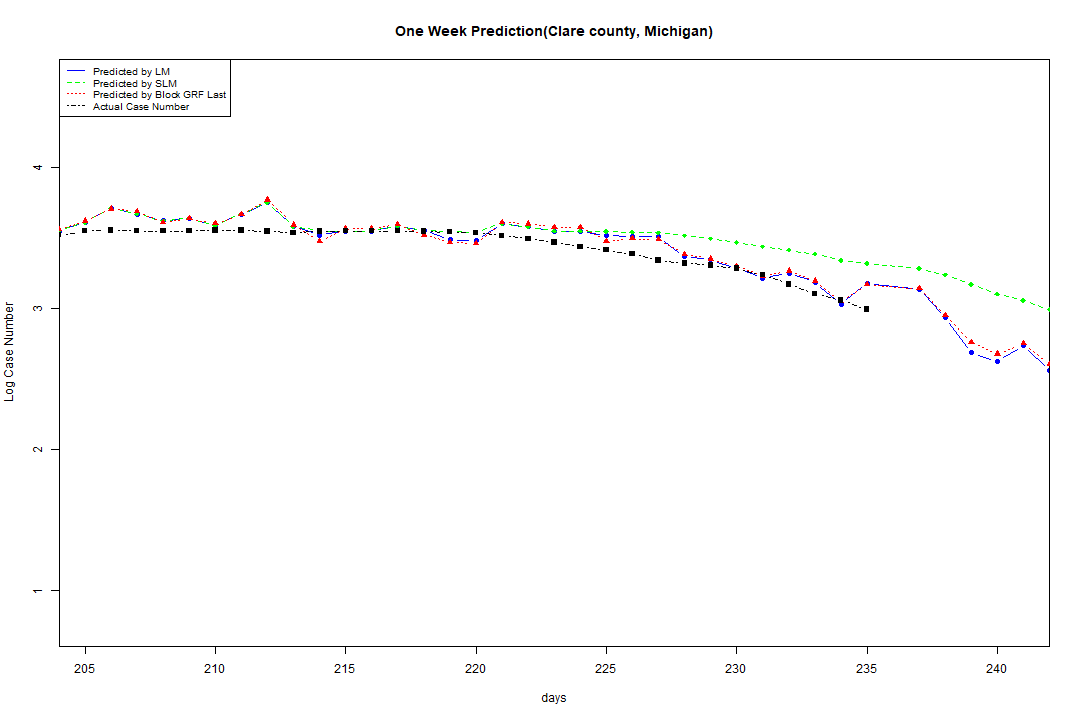 One Week Prediction(Clare county, Michigan)
Predicted by LM
Predicted by SLM
Predicted by Block GRF Last
Actual Case Number
4
3
2
1
Log Case Number
205 210 215 220 225 230 235 240
days